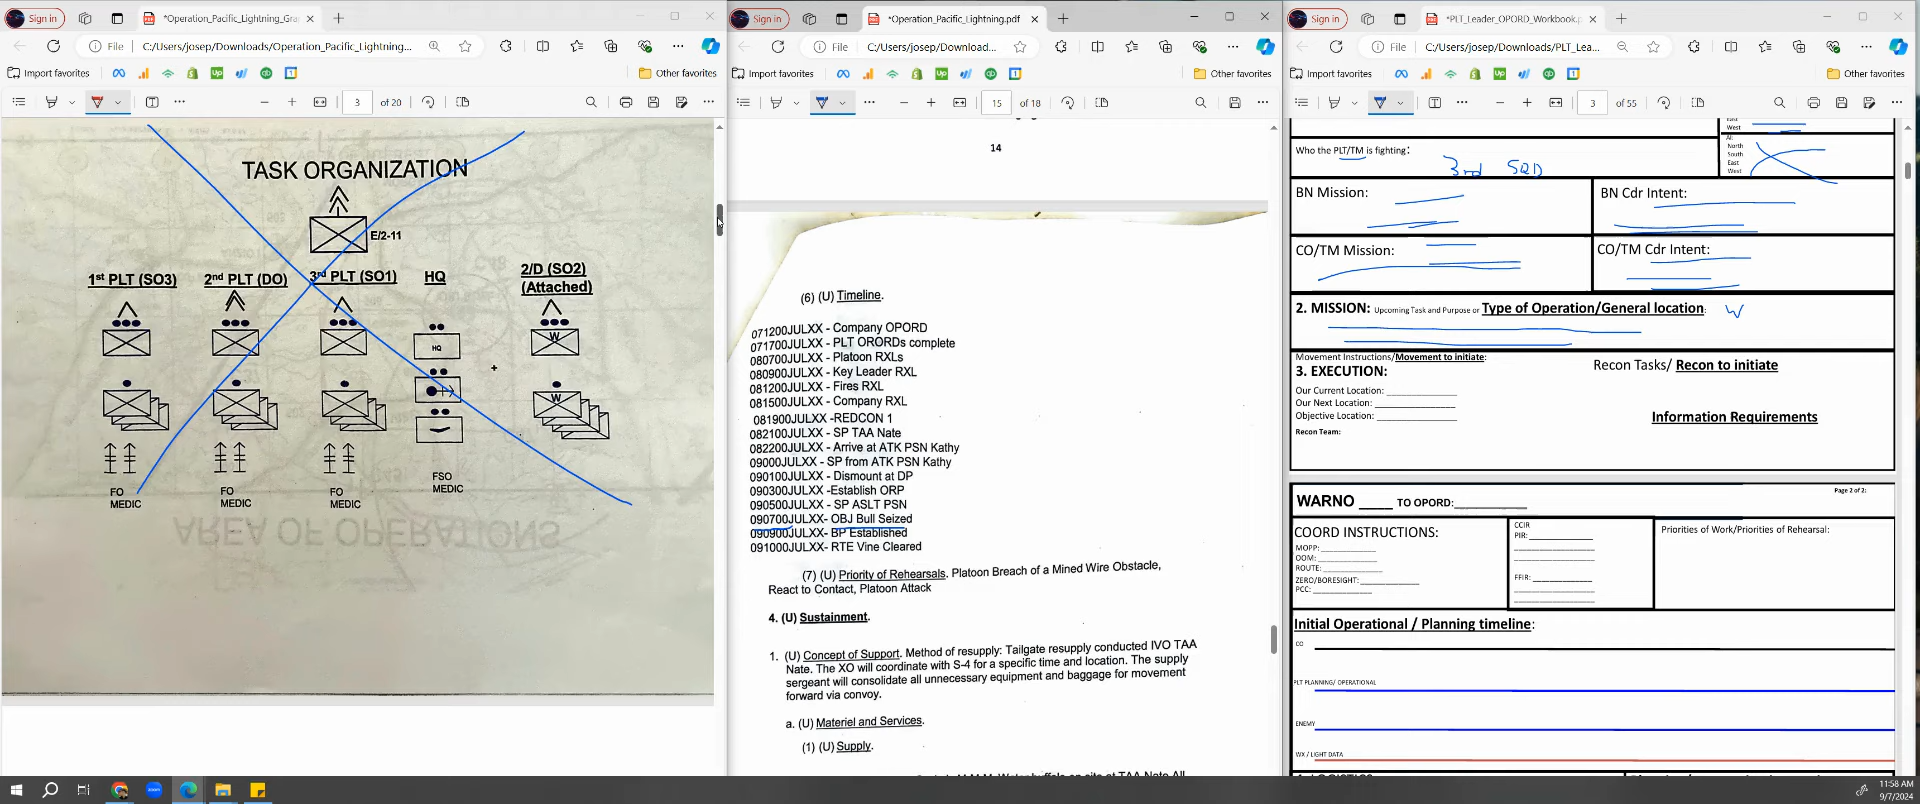 Sign in
*Operation_Pacific_Lightning_Gra
File
C:/Users/josep/Downloads/Operation_Pacific_Lightning...
Import favorites
Other favorites
3 of 20
TASK ORGANIZATION
E/2-11
1st PLT (SO3)
2nd PLT (DO)
3rd PLT (SO1)
HQ
2/D (SO2)
(Attached)
HQ
W
W
+
FO
MEDIC
FO
MEDIC
FO
MEDIC
FSO
MEDIC
AREA OF OPERATIONS
Sign in
*Operation_Pacific_Lightning.pdf
File
C:/Users/josep/Download...
Import favorites
Other favorites
15 of 18
14
(6) (U) Timeline.
071200JULXX - Company OPORD
071700JULXX - PLT ORORDs complete
080700JULXX - Platoon RXLs
080900JULXX - Key Leader RXL
081200JULXX - Fires RXL
081500JULXX - Company RXL
081900JULXX -REDCON 1
082100JULXX - SP TAA Nate
082200JULXX - Arrive at ATK PSN Kathy
09000JULXX - SP from ATK PSN Kathy
090100JULXX - Dismount at DP
090300JULXX -Establish ORP
090500JULXX - SP ASLT PSN
090700JULXX- OBJ Bull Seized
090900JULXX- BP Established
091000JULXX- RTE Vine Cleared
(7) (U) Priority of Rehearsals. Platoon Breach of a Mined Wire Obstacle,
React to Contact, Platoon Attack
4. (U) Sustainment.
1. (U) Concept of Support. Method of resupply: Tailgate resupply conducted IVO TAA
Nate. The XO will coordinate with S-4 for a specific time and location. The supply
sergeant will consolidate all unnecessary equipment and baggage for movement
forward via convoy.
a. (U) Materiel and Services.
(1) (U) Supply.
Sign in
*PLT_Leader_OPORD_Workbook.p
File
C:/Users/josep/Downloads/PLT_Lea...
Import favorites
Other favorites
3 of 55
East
West
Who the PLT/TM is fighting:
3rd SQD
AI:
North
South
East
West
BN Mission:
BN Cdr Intent:
CO/TM Mission:
CO/TM Cdr Intent:
2. MISSION: Upcoming Task and Purpose or Type of Operation/General location:
W
Movement Instructions/Movement to initiate:
3. EXECUTION:
Our Current Location:
Our Next Location:
Objective Location:
Recon Team:
Recon Tasks/ Recon to initiate
Information Requirements
WARNO _____ TO OPORD:
Page 2 of 2:
COORD INSTRUCTIONS:
MOPP:
OOM:
ROUTE:
ZERO/BORESIGHT:
PCC:
CCIR
PIR:
FFIR:
Priorities of Work/Priorities of Rehearsal:
Initial Operational / Planning timeline:
CO
PLT PLANNING/ OPERATIONAL
ENEMY
WX / LIGHT DATA
11:58 AM
9/7/2024